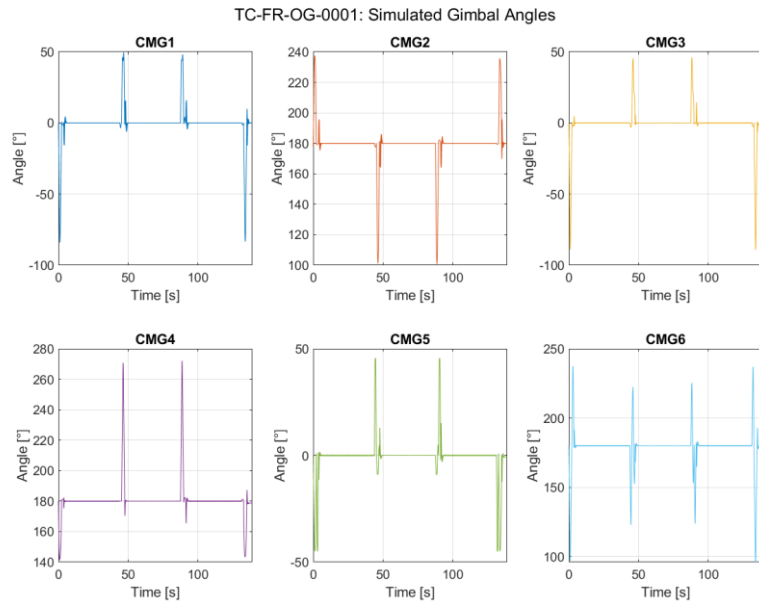 TC-FR-OG-0001: Simulated Gimbal Angles
CMG1
CMG2
CMG3
50
0
-50
-100
Angle [°]
0
50
100
Time [s]
240
220
200
180
160
140
120
100
Angle [°]
0
50
100
Time [s]
50
0
-50
-100
Angle [°]
0
50
100
Time [s]
CMG4
CMG5
CMG6
280
260
240
220
200
180
160
140
Angle [°]
0
50
100
Time [s]
50
0
-50
Angle [°]
0
50
100
Time [s]
250
200
150
100
Angle [°]
0
50
100
Time [s]